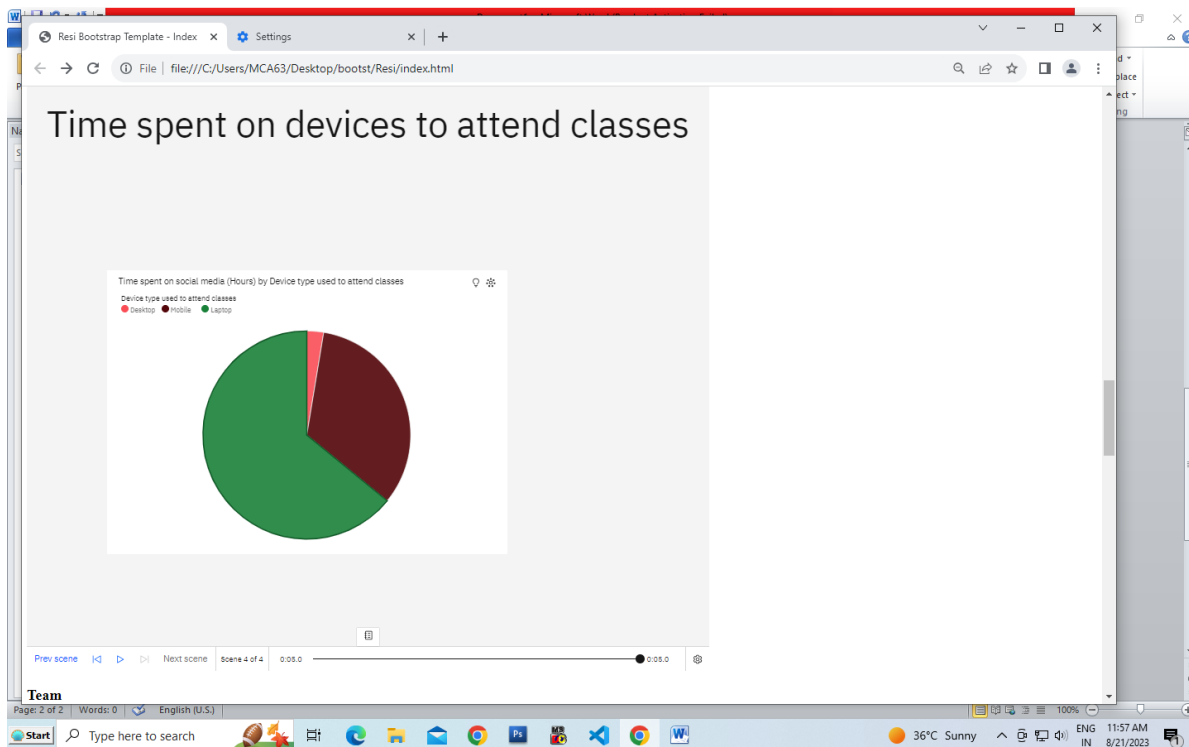 Resi Bootstrap Template - Index
Settings
File
file:///C:/Users/MCA63/Desktop/bootst/Resi/index.html
Time spent on devices to attend classes
Time spent on social media (Hours) by Device type used to attend classes
Device type used to attend classes
Desktop Mobile Laptop
Prev scene Next scene Scene 4 of 4 0:05.0 0:05.0
Team
Page: 2 of 2 Words: 0 English (U.S.) 100%
Start Type here to search Ps 36°C Sunny ENG 11:57 AM
IN 8/21/2023